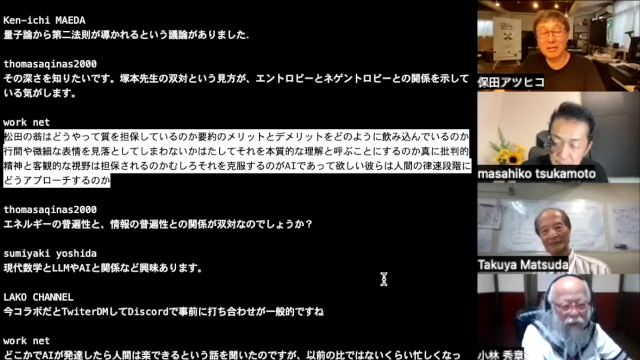 Ken-ichi MAEDA
量子論から第二法則が導かれるという議論がありました.
thomasaqinas2000
その深さを知りたいです。塚本先生の双対という見方が、エントロピーとネゲントロピーとの関係を示している気がします。
work net
松田の翁はどうやって質を担保しているのか要約のメリットとデメリットをどのように飲み込んでいるのか
行間や微細な表情を見落としてしまわないかはたしてそれを本質的な理解と呼ぶことにするのか真に批判的
精神と客観的な視野は担保されるのかむしろそれを克服するのがAIであって欲しい彼らは人間の律速段階に
どうアプローチするのか
thomasaqinas2000
エネルギーの普遍性と、情報の普遍性との関係が双対なのでしょうか？
sumiyaki yoshida
現代数学とLLMやAIと関係など興味あります。
LAKO CHANNEL
今コラボだとTwiterDMしてDiscordで事前に打ち合わせが一般的ですね
work net
どこかでAIが発達したら人間は楽できるという話を聞いたのですが、以前の比ではないくらい忙しくなっ
保田アツヒコ
masahiko tsukamoto
Takuya Matsuda
小林 秀章